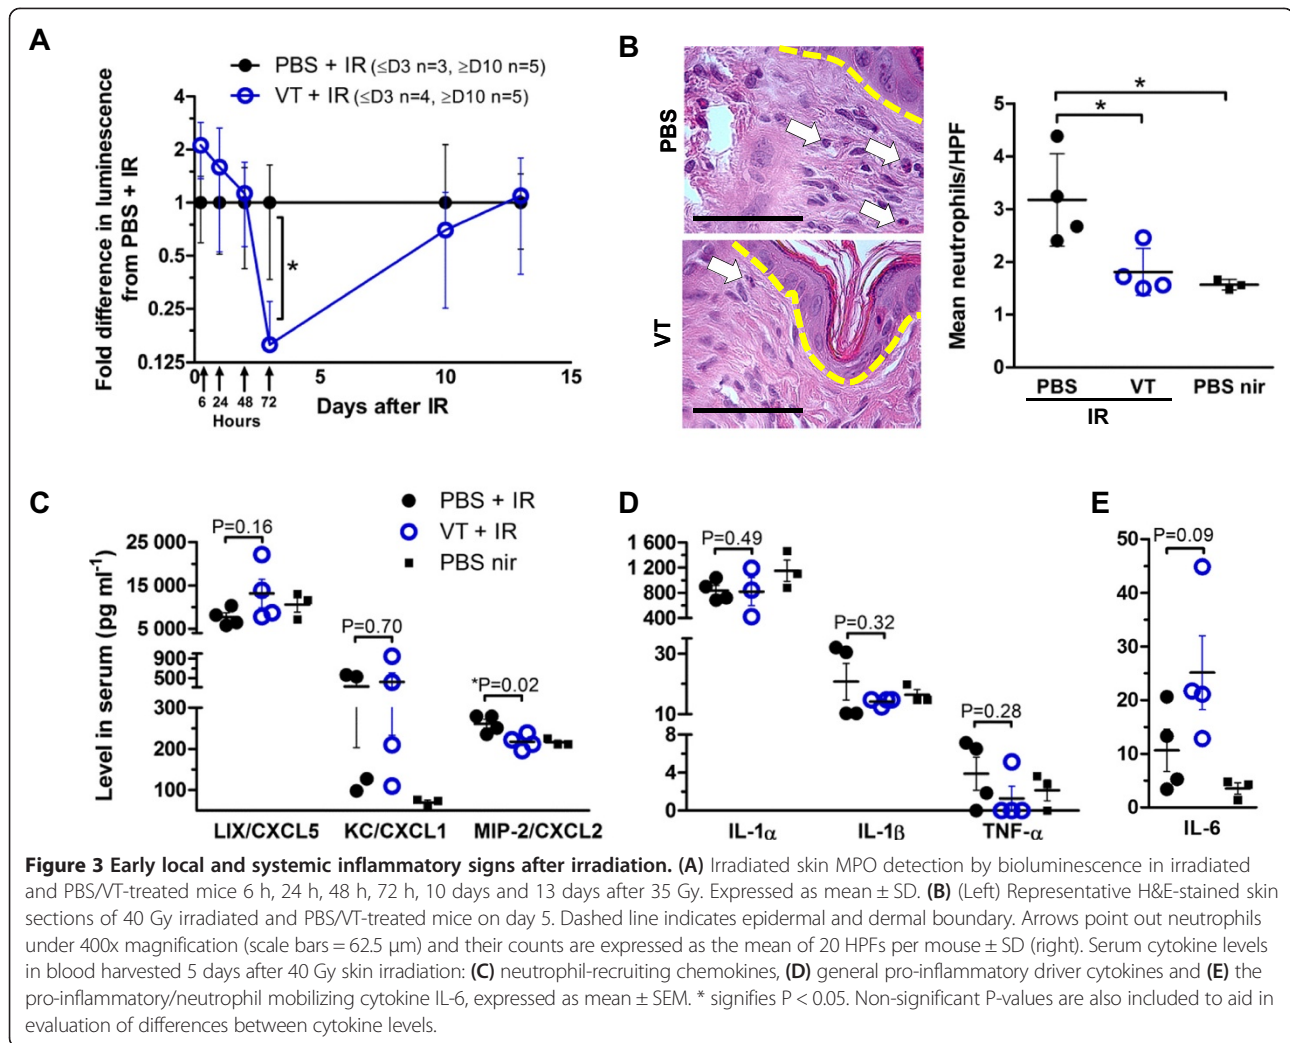 A
PBS + IR (≤D3 n=3, ≥D10 n=5)
VT + IR (≤D3 n=4, ≥D10 n=5)
Fold difference in luminescence
from PBS + IR
4
2
1
0.5
0.25
0.125
*
0 5 10 15
6 24 48 72
Hours
Days after IR
B
PBS
VT
Mean neutrophils/HPF
5
4
3
2
1
0
*
*
PBS VT PBS nir
IR
C
PBS + IR
VT + IR
PBS nir
Level in serum (pg ml⁻¹)
25 000
15 000
5 000
900
500
300
200
100
P=0.16
P=0.70
*P=0.02
LIX/CXCL5 KC/CXCL1 MIP-2/CXCL2
D
1 600
1 200
800
400
30
10
8
4
0
P=0.49
P=0.32
P=0.28
IL-1α IL-1β TNF-α
E
50
40
30
20
10
0
P=0.09
IL-6
Figure 3 Early local and systemic inflammatory signs after irradiation. (A) Irradiated skin MPO detection by bioluminescence in irradiated
and PBS/VT-treated mice 6 h, 24 h, 48 h, 72 h, 10 days and 13 days after 35 Gy. Expressed as mean ± SD. (B) (Left) Representative H&E-stained skin
sections of 40 Gy irradiated and PBS/VT-treated mice on day 5. Dashed line indicates epidermal and dermal boundary. Arrows point out neutrophils
under 400x magnification (scale bars = 62.5 μm) and their counts are expressed as the mean of 20 HPFs per mouse ± SD (right). Serum cytokine levels
in blood harvested 5 days after 40 Gy skin irradiation: (C) neutrophil-recruiting chemokines, (D) general pro-inflammatory driver cytokines and (E) the
pro-inflammatory/neutrophil mobilizing cytokine IL-6, expressed as mean ± SEM. * signifies P < 0.05. Non-significant P-values are also included to aid in
evaluation of differences between cytokine levels.